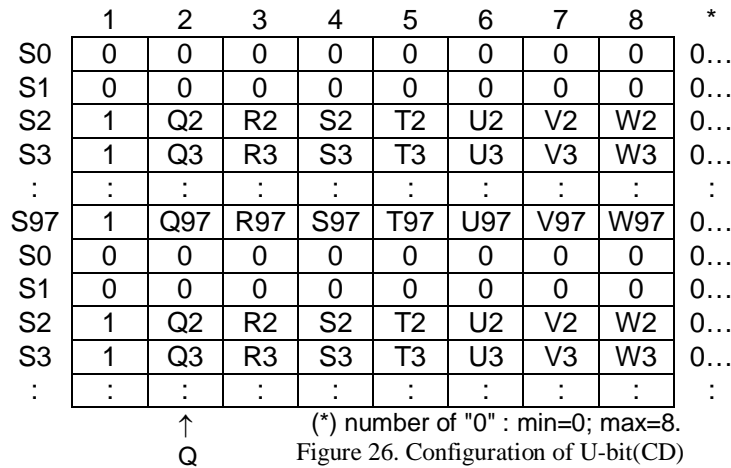 1 2 3 4 5 6 7 8 *
S0 0 0 0 0 0 0 0 0 0…
S1 0 0 0 0 0 0 0 0 0…
S2 1 Q2 R2 S2 T2 U2 V2 W2 0…
S3 1 Q3 R3 S3 T3 U3 V3 W3 0…
: : : : : : : : : :
S97 1 Q97 R97 S97 T97 U97 V97 W97 0…
S0 0 0 0 0 0 0 0 0 0…
S1 0 0 0 0 0 0 0 0 0…
S2 1 Q2 R2 S2 T2 U2 V2 W2 0…
S3 1 Q3 R3 S3 T3 U3 V3 W3 0…
: : : : : : : : : :
↑ (*) number of "0" : min=0; max=8.
Q Figure 26. Configuration of U-bit(CD)